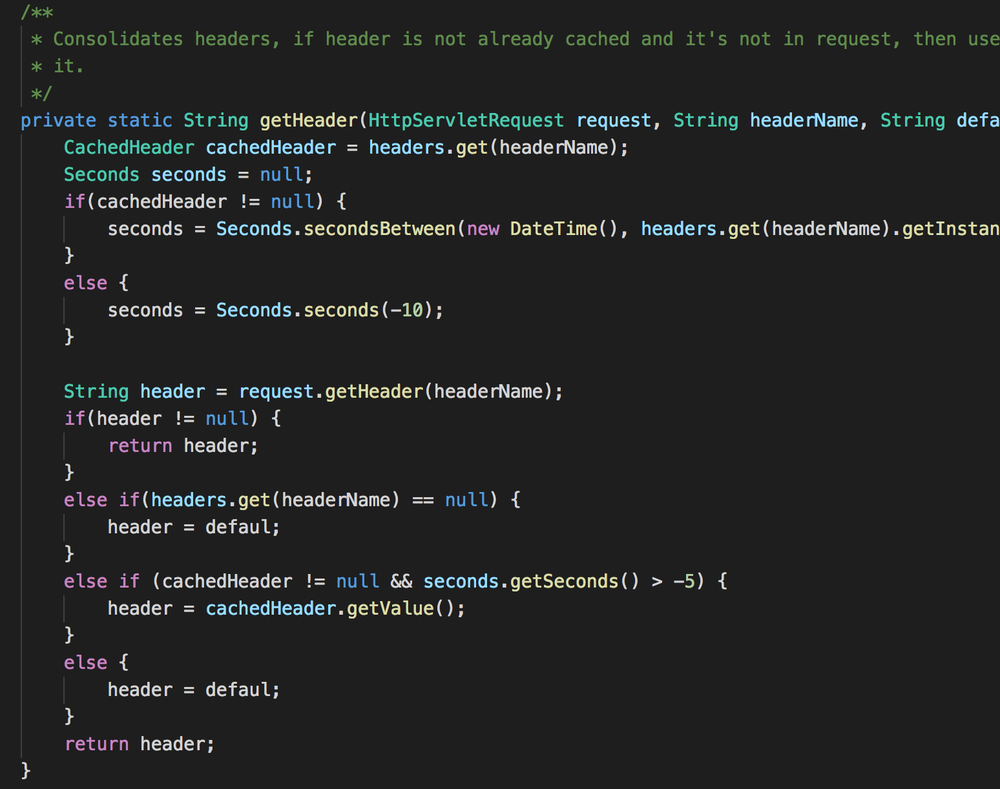 /**
 * Consolidates headers, if header is not already cached and it's not in request, then use
 * it.
 */
private static String getHeader(HttpServletRequest request, String headerName, String defa
    CachedHeader cachedHeader = headers.get(headerName);
    Seconds seconds = null;
    if(cachedHeader != null) {
        seconds = Seconds.secondsBetween(new DateTime(), headers.get(headerName).getInstan
    }
    else {
        seconds = Seconds.seconds(-10);
    }

    String header = request.getHeader(headerName);
    if(header != null) {
        return header;
    }
    else if(headers.get(headerName) == null) {
        header = defaul;
    }
    else if (cachedHeader != null && seconds.getSeconds() > -5) {
        header = cachedHeader.getValue();
    }
    else {
        header = defaul;
    }
    return header;
}